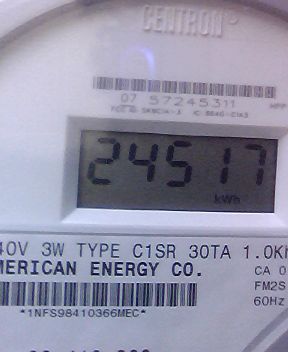 CENTRON
07 57245311
24517
kWh
40V 3W TYPE C1SR 30TA 1.0K
MERICAN ENERGY CO.
CA 0
FM2S
60Hz
*1NFS98410366MEC*